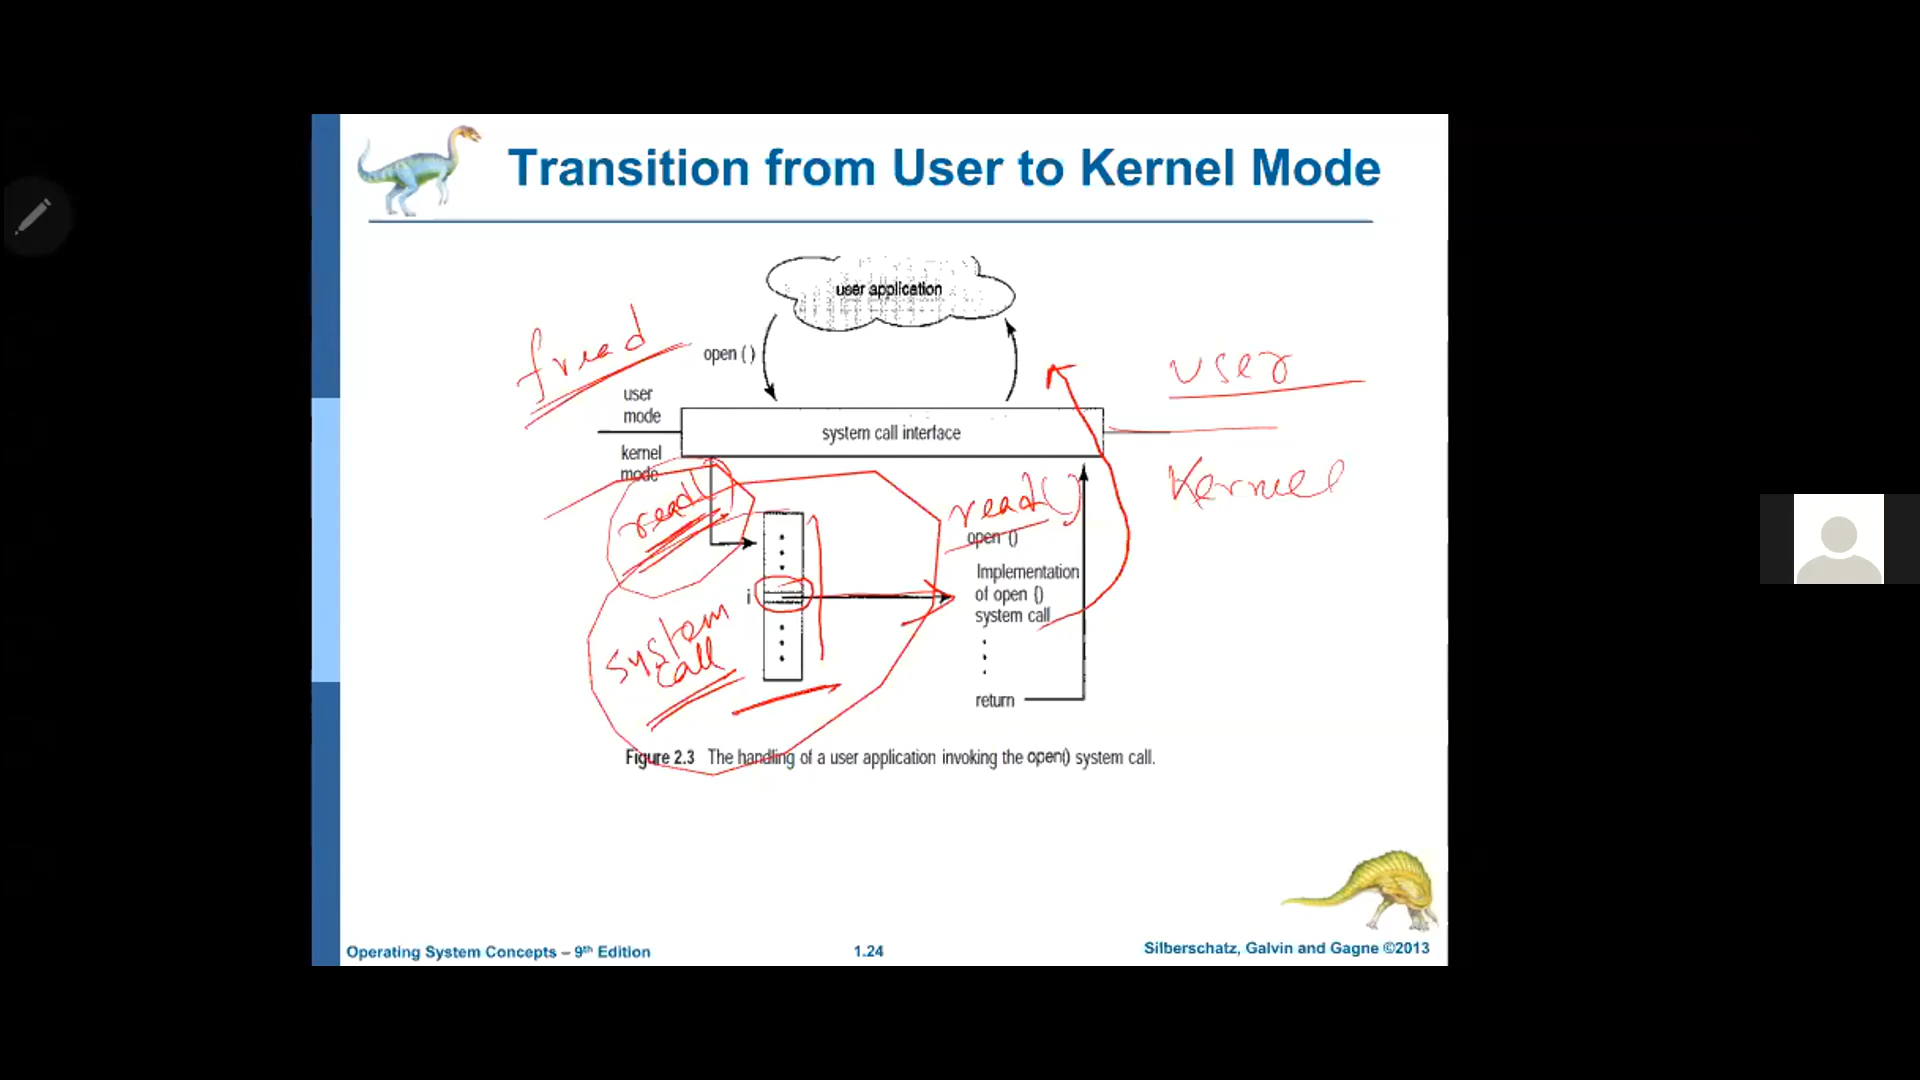 Transition from User to Kernel Mode
user application
fread
open ( )
user
user
mode
system call interface
kernel
mode
Kernel
read()
read()
open ()
Implementation
of open ()
system call
i
system
call
return
Figure 2.3 The handling of a user application invoking the open() system call.
Operating System Concepts – 9th Edition
1.24
Silberschatz, Galvin and Gagne ©2013